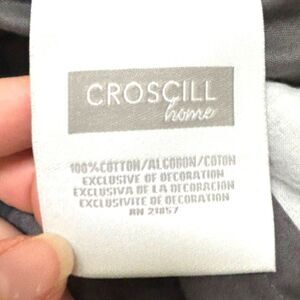 CROSCILL
home
100%COTTON/ALGODON/COTON
EXCLUSIVE OF DECORATION
EXCLUSIVA DE LA DECORACION
EXCLUSIVITE DE DECORATION
RN 21857